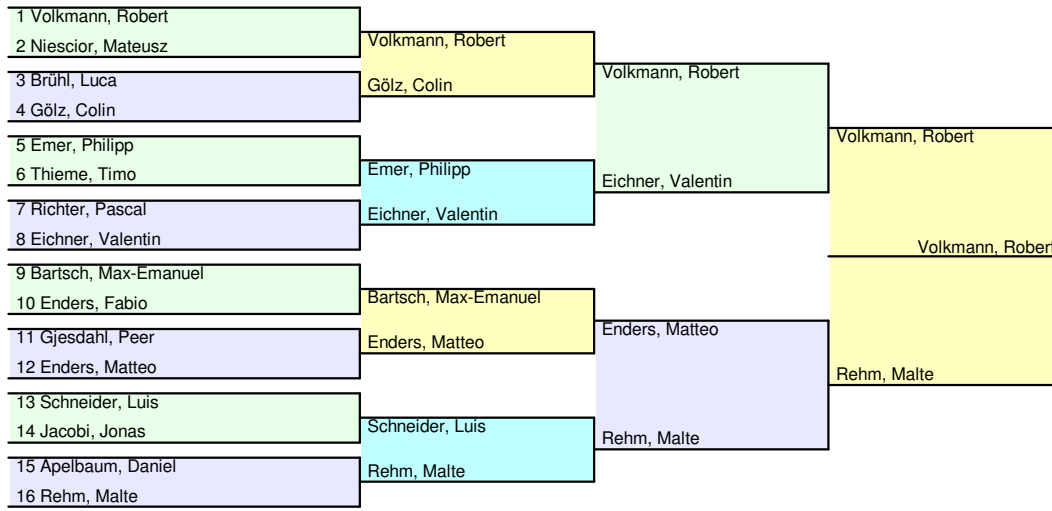 1 Volkmann, Robert
2 Niescior, Mateusz
3 Brühl, Luca
4 Gölz, Colin
5 Emer, Philipp
6 Thieme, Timo
7 Richter, Pascal
8 Eichner, Valentin
9 Bartsch, Max-Emanuel
10 Enders, Fabio
11 Gjesdahl, Peer
12 Enders, Matteo
13 Schneider, Luis
14 Jacobi, Jonas
15 Apelbaum, Daniel
16 Rehm, Malte
Volkmann, Robert
Gölz, Colin
Emer, Philipp
Eichner, Valentin
Bartsch, Max-Emanuel
Enders, Matteo
Schneider, Luis
Rehm, Malte
Volkmann, Robert
Eichner, Valentin
Enders, Matteo
Rehm, Malte
Volkmann, Robert
Rehm, Malte
Volkmann, Robert